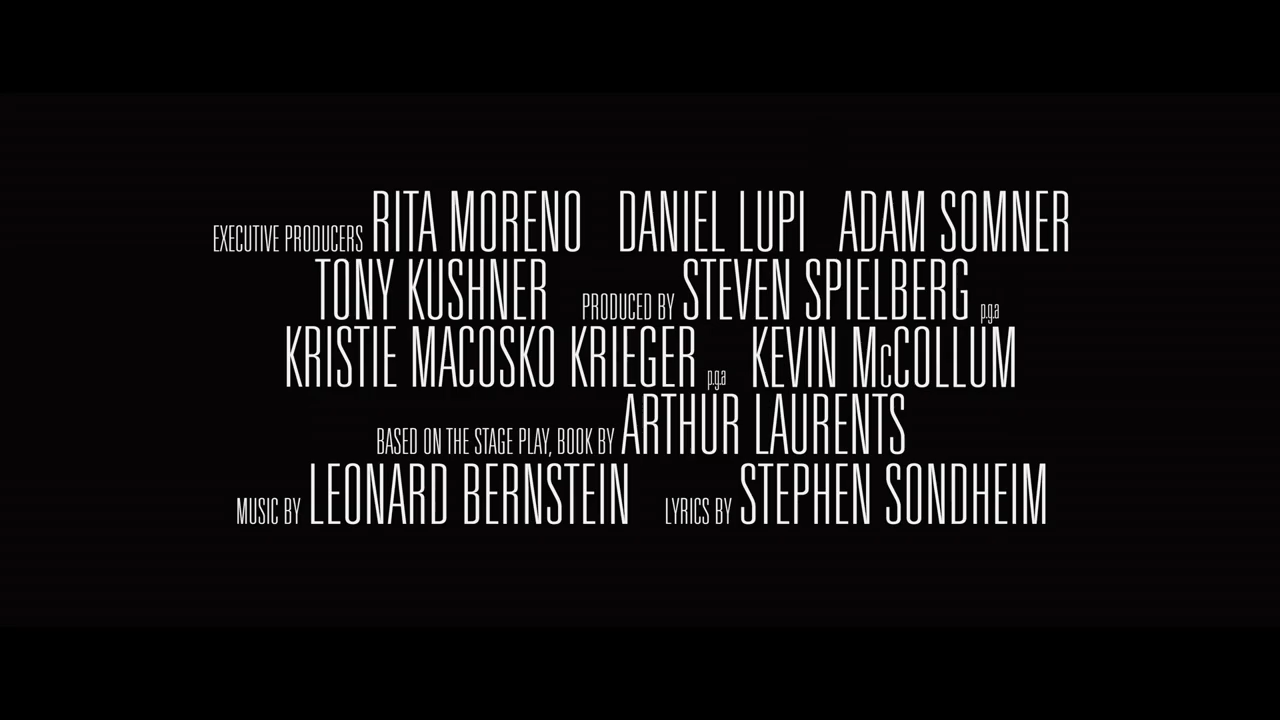 EXECUTIVE PRODUCERS RITA MORENO DANIEL LUPI ADAM SOMNER
TONY KUSHNER PRODUCED BY STEVEN SPIELBERG p.g.a
KRISTIE MACOSKO KRIEGER p.g.a KEVIN McCOLLUM
BASED ON THE STAGE PLAY, BOOK BY ARTHUR LAURENTS
MUSIC BY LEONARD BERNSTEIN LYRICS BY STEPHEN SONDHEIM